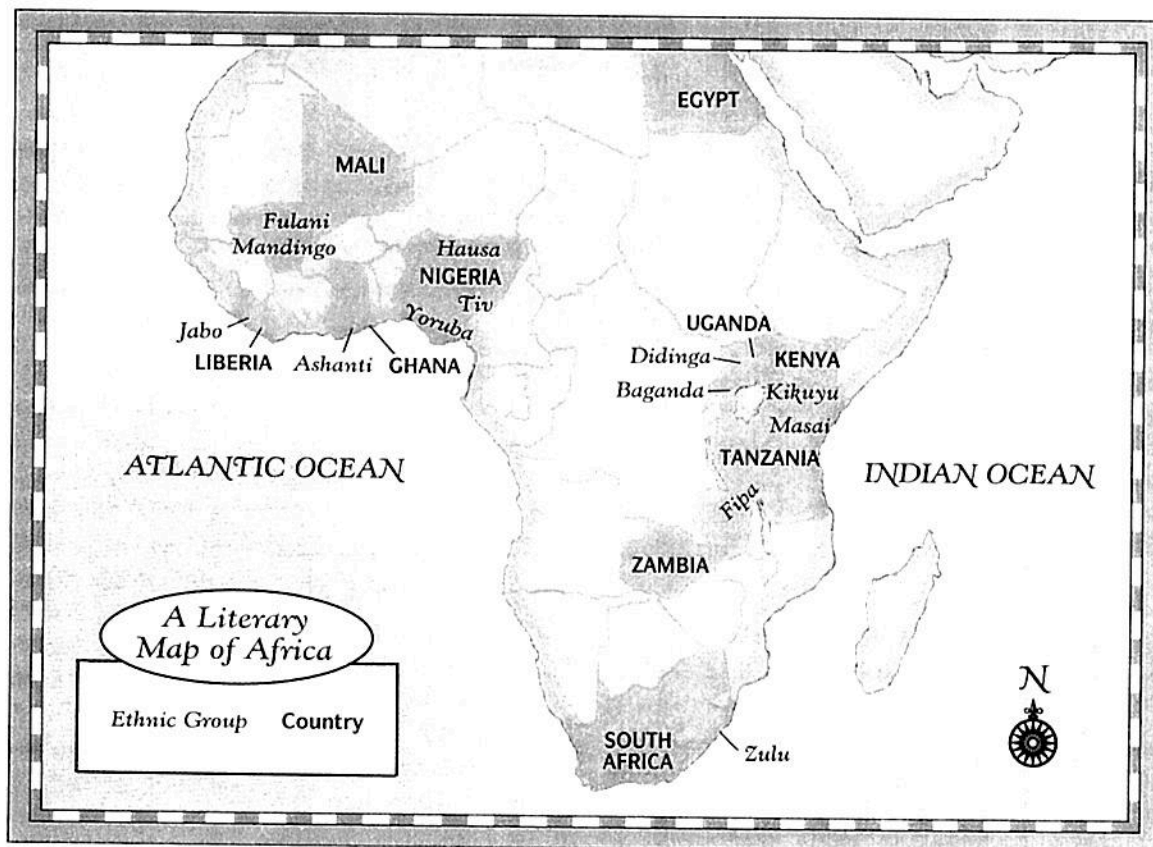 EGYPT
MALI
Fulani
Mandingo
Hausa
NIGERIA
Tiv
Yoruba
Jabo
LIBERIA
Ashanti
GHANA
UGANDA
Didinga
KENYA
Baganda
Kikuyu
Masai
TANZANIA
ATLANTIC OCEAN
INDIAN OCEAN
Fipa
ZAMBIA
A Literary
Map of Africa
Ethnic Group Country
N
SOUTH
AFRICA
Zulu